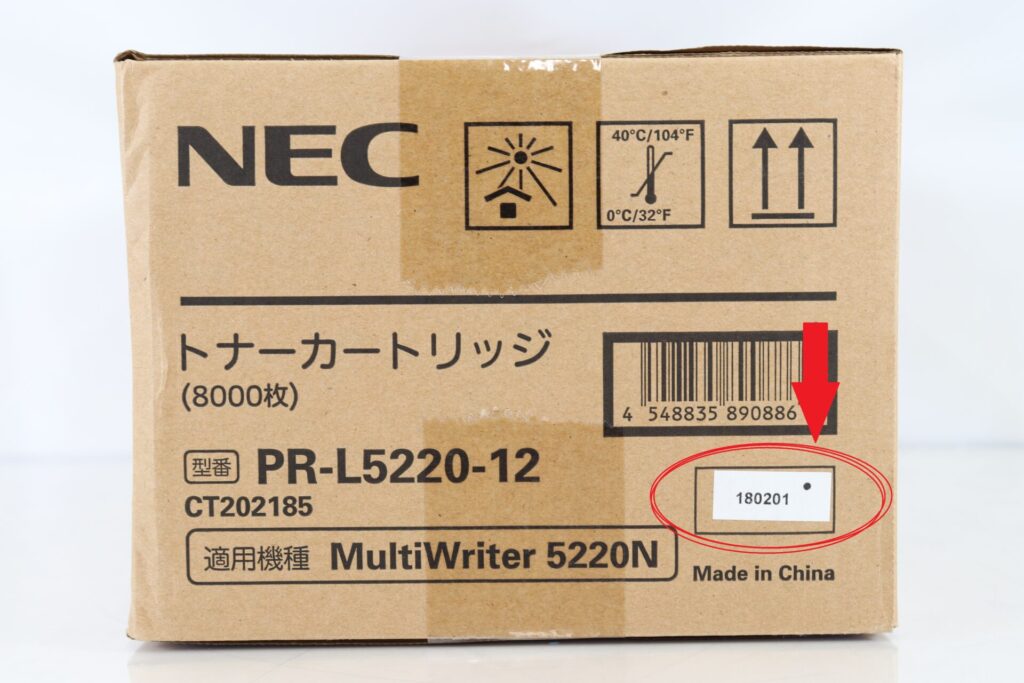 NEC
40°C/104°F
0°C/32°F
トナーカートリッジ
(8000枚)
4 548835 890886
型番 PR-L5220-12
CT202185
180201
適用機種 MultiWriter 5220N
Made in China